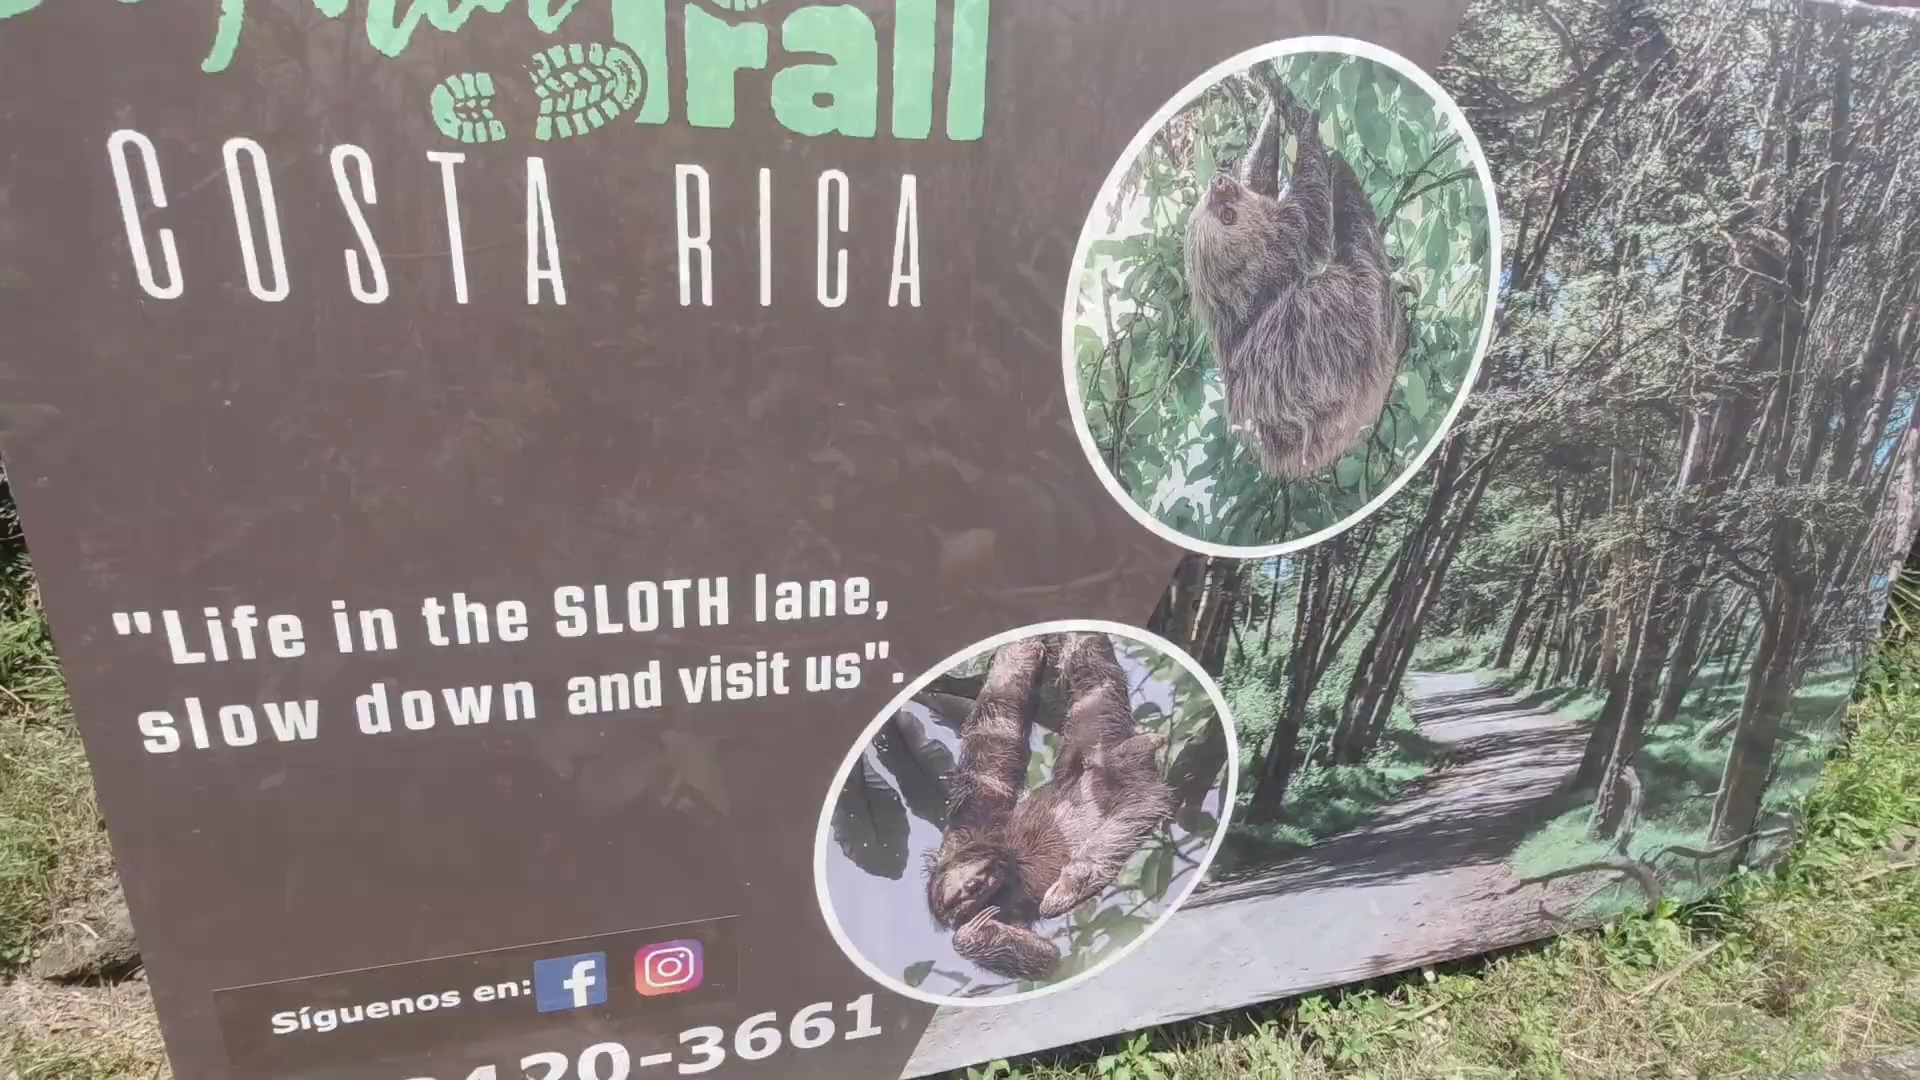 Trail
COSTA RICA
"Life in the SLOTH lane,
slow down and visit us".
Síguenos en:
420-3661